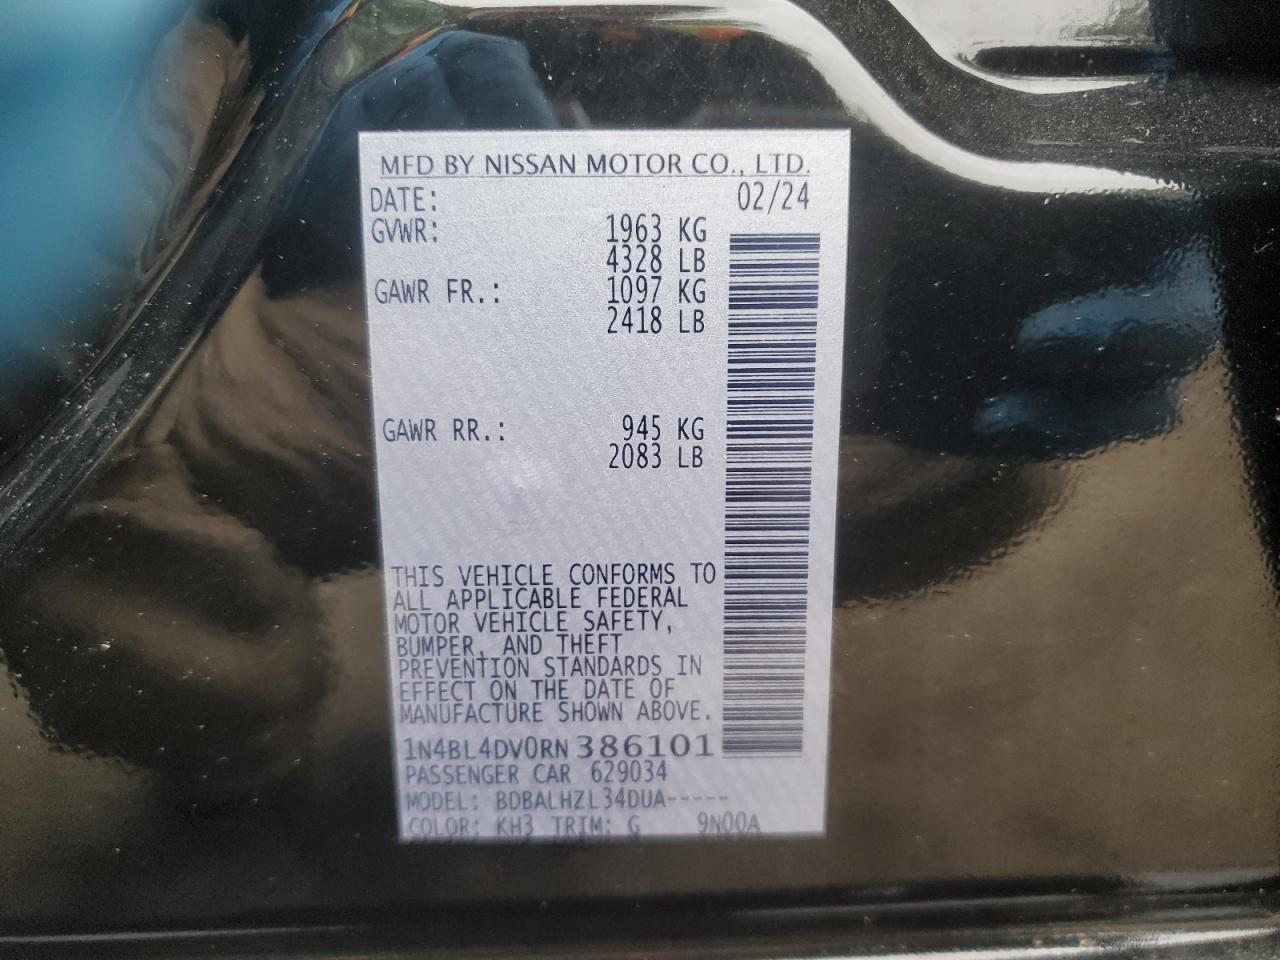 MFD BY NISSAN MOTOR CO., LTD.
DATE: 02/24
GVWR: 1963 KG
4328 LB
GAWR FR.: 1097 KG
2418 LB
GAWR RR.: 945 KG
2083 LB
THIS VEHICLE CONFORMS TO
ALL APPLICABLE FEDERAL
MOTOR VEHICLE SAFETY,
BUMPER, AND THEFT
PREVENTION STANDARDS IN
EFFECT ON THE DATE OF
MANUFACTURE SHOWN ABOVE.
1N4BL4DV0RN386101
PASSENGER CAR 629034
MODEL: BDBALHZL34DUA-----
COLOR: KH3 TRIM: G 9N00A